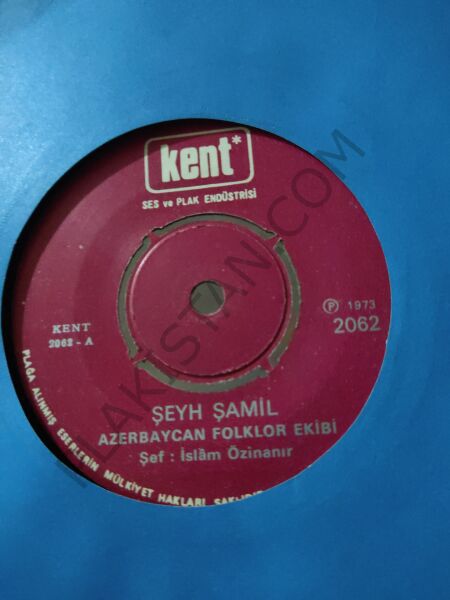 kent*
SES ve PLAK ENDÜSTRİSİ
KENT
2062 - A
Ⓟ 1973
2062
ŞEYH ŞAMİL
AZERBAYCAN FOLKLOR EKİBİ
Şef : İslâm Özinanır
PLAĞA ALINMIŞ ESERLERİN MÜLKİYET HAKLARI SAKLIDIR
PLAKISTAN.COM